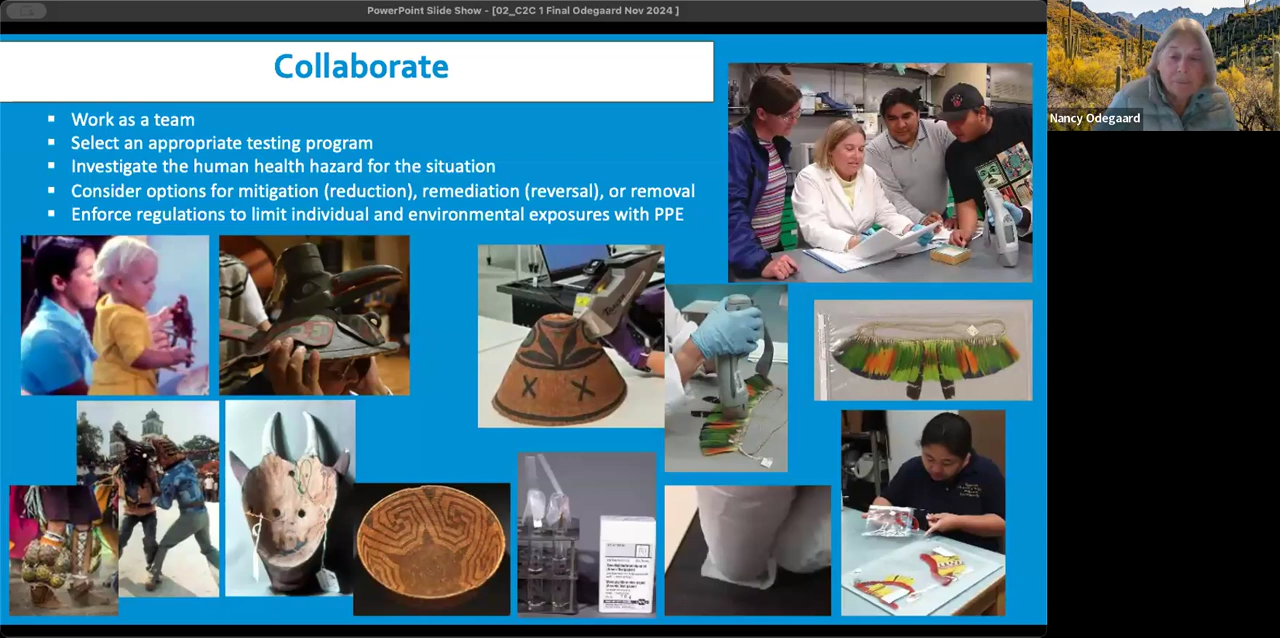 PowerPoint Slide Show - [02_C2C 1 Final Odegaard Nov 2024 ]
Collaborate
▪ Work as a team
▪ Select an appropriate testing program
▪ Investigate the human health hazard for the situation
▪ Consider options for mitigation (reduction), remediation (reversal), or removal
▪ Enforce regulations to limit individual and environmental exposures with PPE
Nancy Odegaard